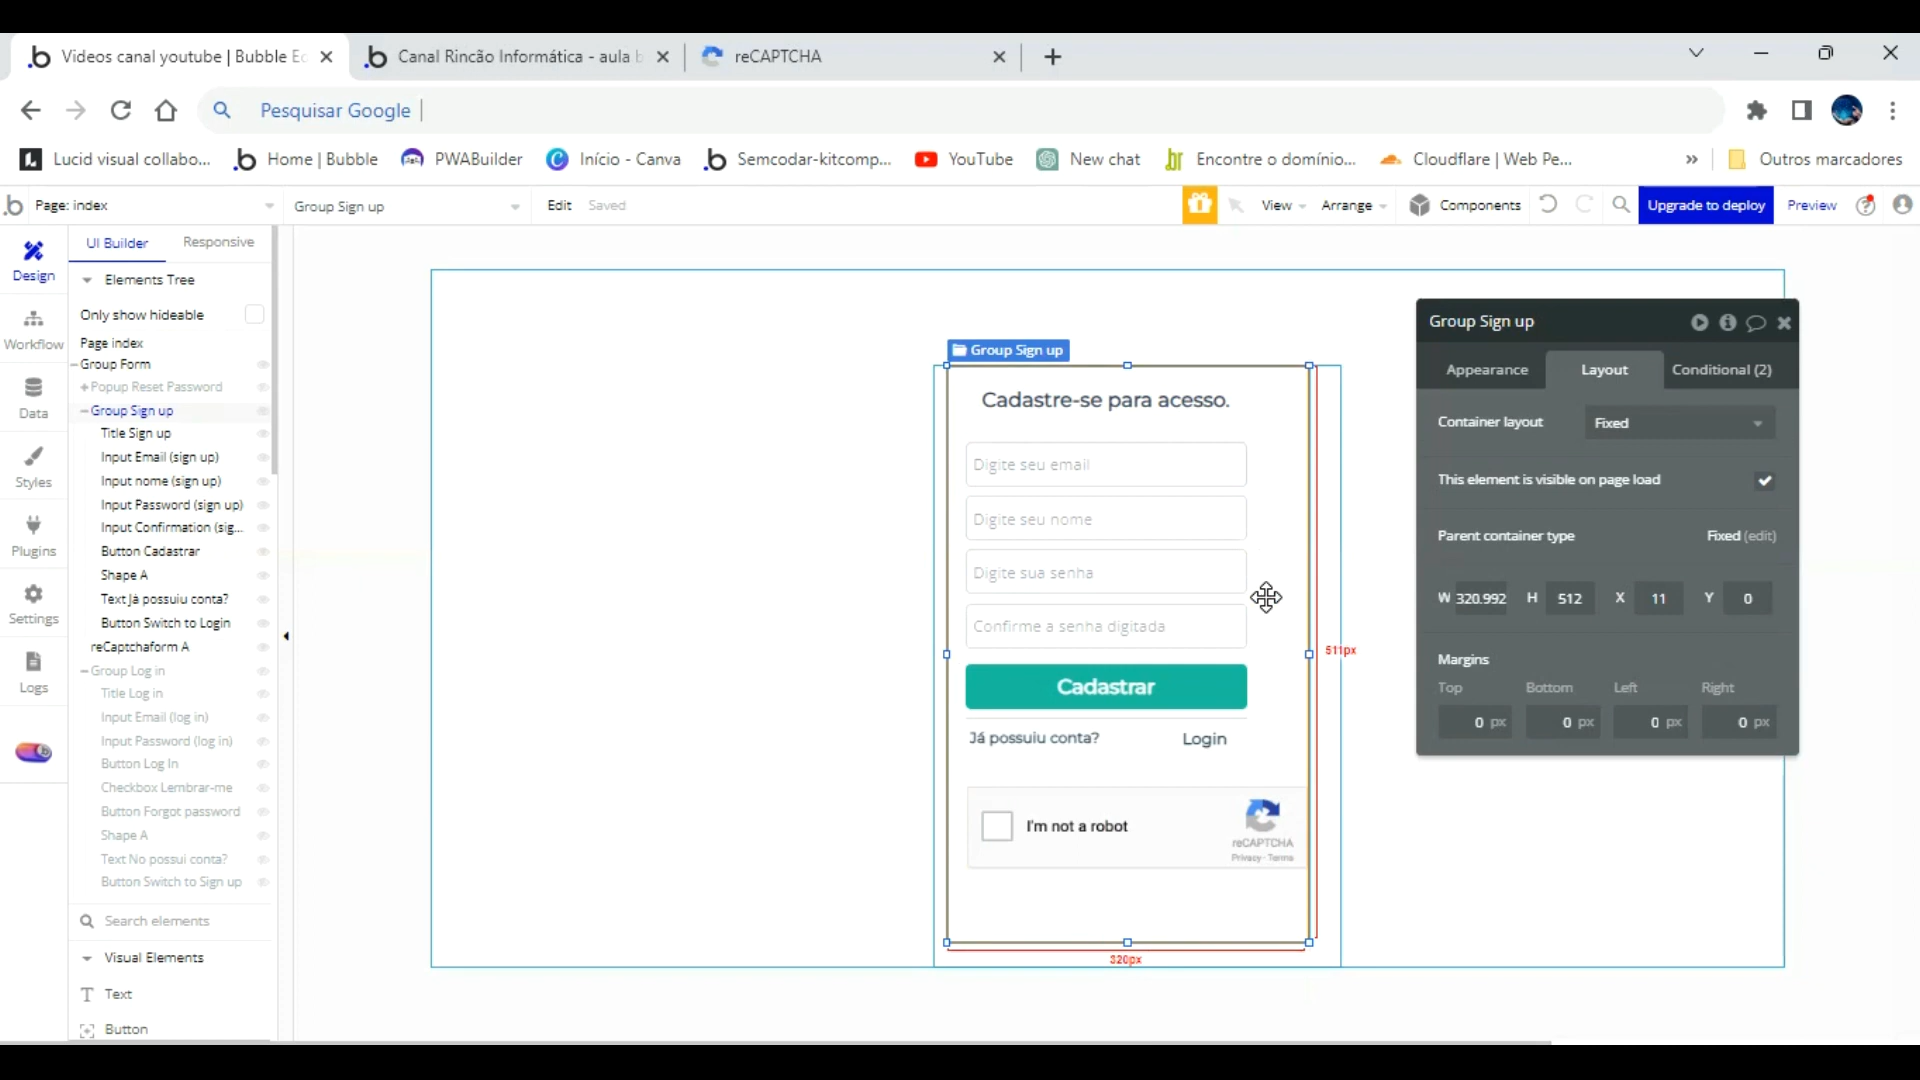 Videos canal youtube | Bubble Ec
Canal Rincão Informática - aula b
reCAPTCHA
Pesquisar Google
Lucid visual collabo...
Home | Bubble
PWABuilder
Início - Canva
Semcodar-kitcomp...
YouTube
New chat
Encontre o domínio...
Cloudflare | Web Pe...
»
Outros marcadores
Page: index
Group Sign up
Edit
Saved
View
Arrange
Components
Upgrade to deploy
Preview
Design
Workflow
Data
Styles
Plugins
Settings
Logs
UI Builder
Responsive
Elements Tree
Only show hideable
Page index
Group Form
Popup Reset Password
Group Sign up
Title Sign up
Input Email (sign up)
Input nome (sign up)
Input Password (sign up)
Input Confirmation (sig...
Button Cadastrar
Shape A
Text Já possuiu conta?
Button Switch to Login
reCaptchaform A
Group Log in
Title Log in
Input Email (log in)
Input Password (log in)
Button Log In
Checkbox Lembrar-me
Button Forgot password
Shape A
Text No possui conta?
Button Switch to Sign up
Search elements
Visual Elements
Text
Button
Group Sign up
Cadastre-se para acesso.
Digite seu email
Digite seu nome
Digite sua senha
Confirme a senha digitada
Cadastrar
Já possuiu conta?
Login
I'm not a robot
reCAPTCHA
Privacy - Terms
511px
320px
Group Sign up
Appearance
Layout
Conditional (2)
Container layout
Fixed
This element is visible on page load
Parent container type
Fixed (edit)
W 320.992 H 512 X 11 Y 0
Margins
Top
Bottom
Left
Right
0 px
0 px
0 px
0 px